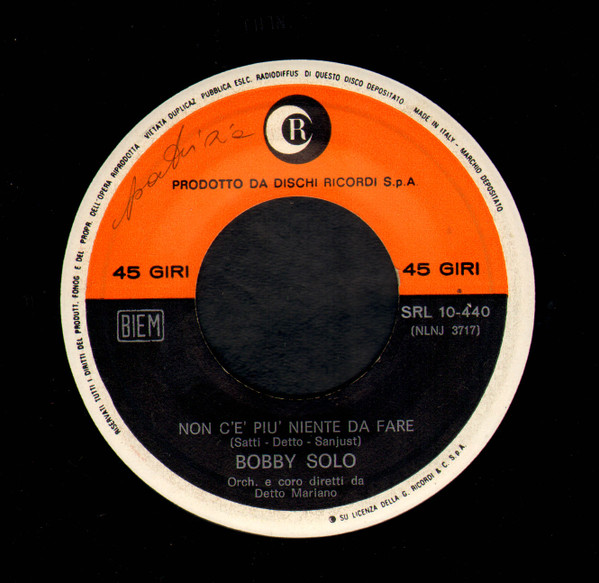 RISERVATI TUTTI I DIRITTI DEL PRODUTT. FONOG E DEL PROPR. DELL'OPERA RIPRODOTTA VIETATA DUPLICAZ. PUBBLICA ESLC. RADIODIFFUS DI QUESTO DISCO DEPOSITATO MADE IN ITALY - MARCHIO DEPOSITATO
R
patrizia
PRODOTTO DA DISCHI RICORDI S.p.A.
45 GIRI 45 GIRI
BIEM SRL 10-440
(NLNJ 3717)
NON C'E' PIU' NIENTE DA FARE
(Satti - Detto - Sanjust)
BOBBY SOLO
Orch. e coro diretti da
Detto Mariano
SU LICENZA DELLA G. RICORDI & C. S.p.A.